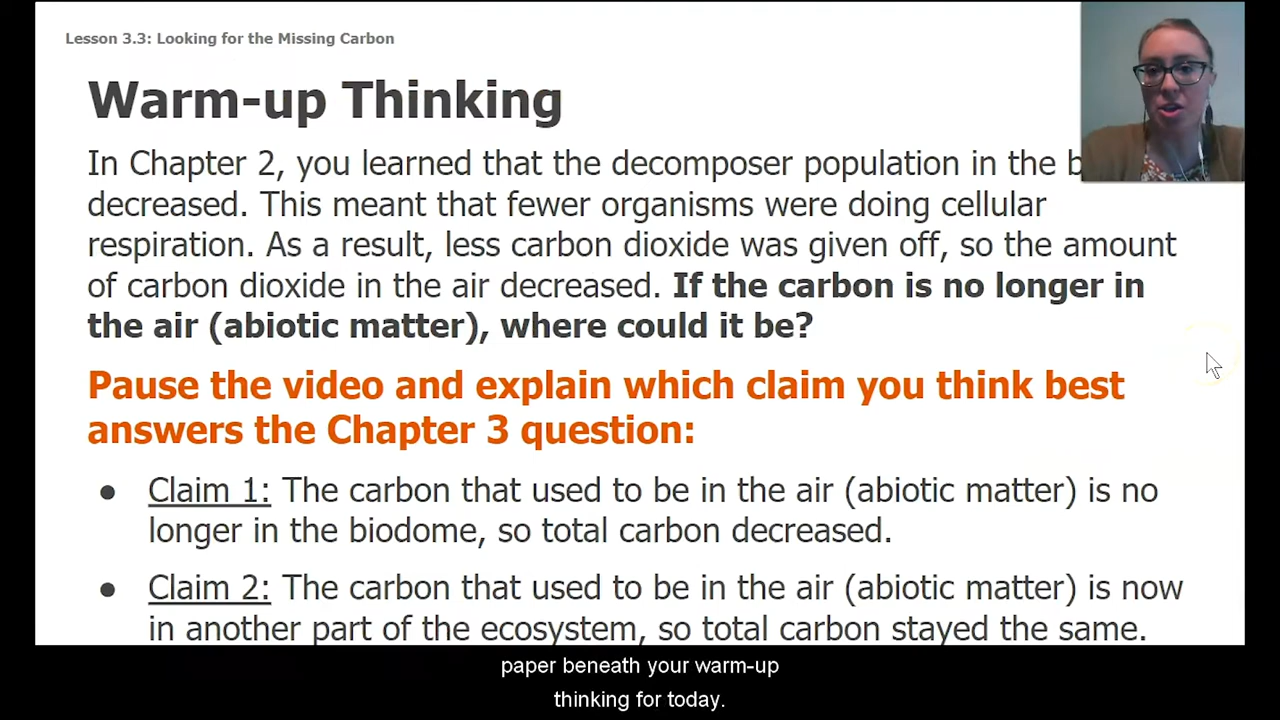 Lesson 3.3: Looking for the Missing Carbon
Warm-up Thinking
In Chapter 2, you learned that the decomposer population in the
decreased. This meant that fewer organisms were doing cellular
respiration. As a result, less carbon dioxide was given off, so the amount
of carbon dioxide in the air decreased. If the carbon is no longer in
the air (abiotic matter), where could it be?
Pause the video and explain which claim you think best
answers the Chapter 3 question:
● Claim 1: The carbon that used to be in the air (abiotic matter) is no
longer in the biodome, so total carbon decreased.
● Claim 2: The carbon that used to be in the air (abiotic matter) is now
in another part of the ecosystem, so total carbon stayed the same.
paper beneath your warm-up
thinking for today.